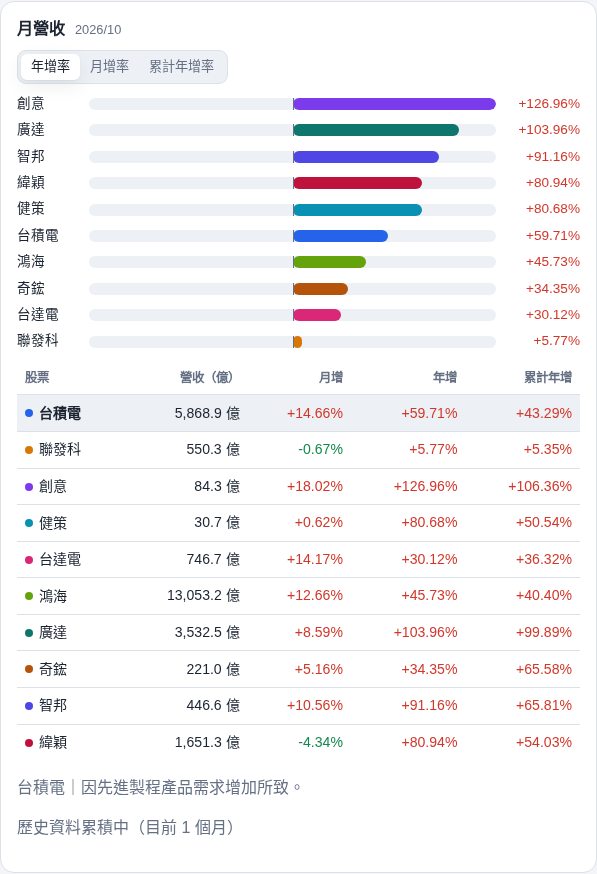 月營收 2026/10
年增率 月增率 累計年增率
創意 +126.96%
廣達 +103.96%
智邦 +91.16%
緯穎 +80.94%
健策 +80.68%
台積電 +59.71%
鴻海 +45.73%
奇鋐 +34.35%
台達電 +30.12%
聯發科 +5.77%
股票 營收（億） 月增 年增 累計年增
台積電 5,868.9 億 +14.66% +59.71% +43.29%
聯發科 550.3 億 -0.67% +5.77% +5.35%
創意 84.3 億 +18.02% +126.96% +106.36%
健策 30.7 億 +0.62% +80.68% +50.54%
台達電 746.7 億 +14.17% +30.12% +36.32%
鴻海 13,053.2 億 +12.66% +45.73% +40.40%
廣達 3,532.5 億 +8.59% +103.96% +99.89%
奇鋐 221.0 億 +5.16% +34.35% +65.58%
智邦 446.6 億 +10.56% +91.16% +65.81%
緯穎 1,651.3 億 -4.34% +80.94% +54.03%
台積電｜因先進製程產品需求增加所致。
歷史資料累積中（目前 1 個月）